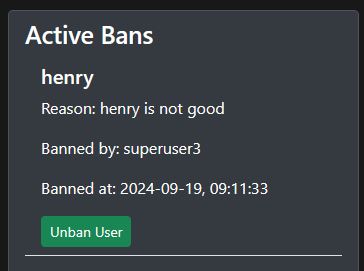 Active Bans
henry
Reason: henry is not good
Banned by: superuser3
Banned at: 2024-09-19, 09:11:33
Unban User